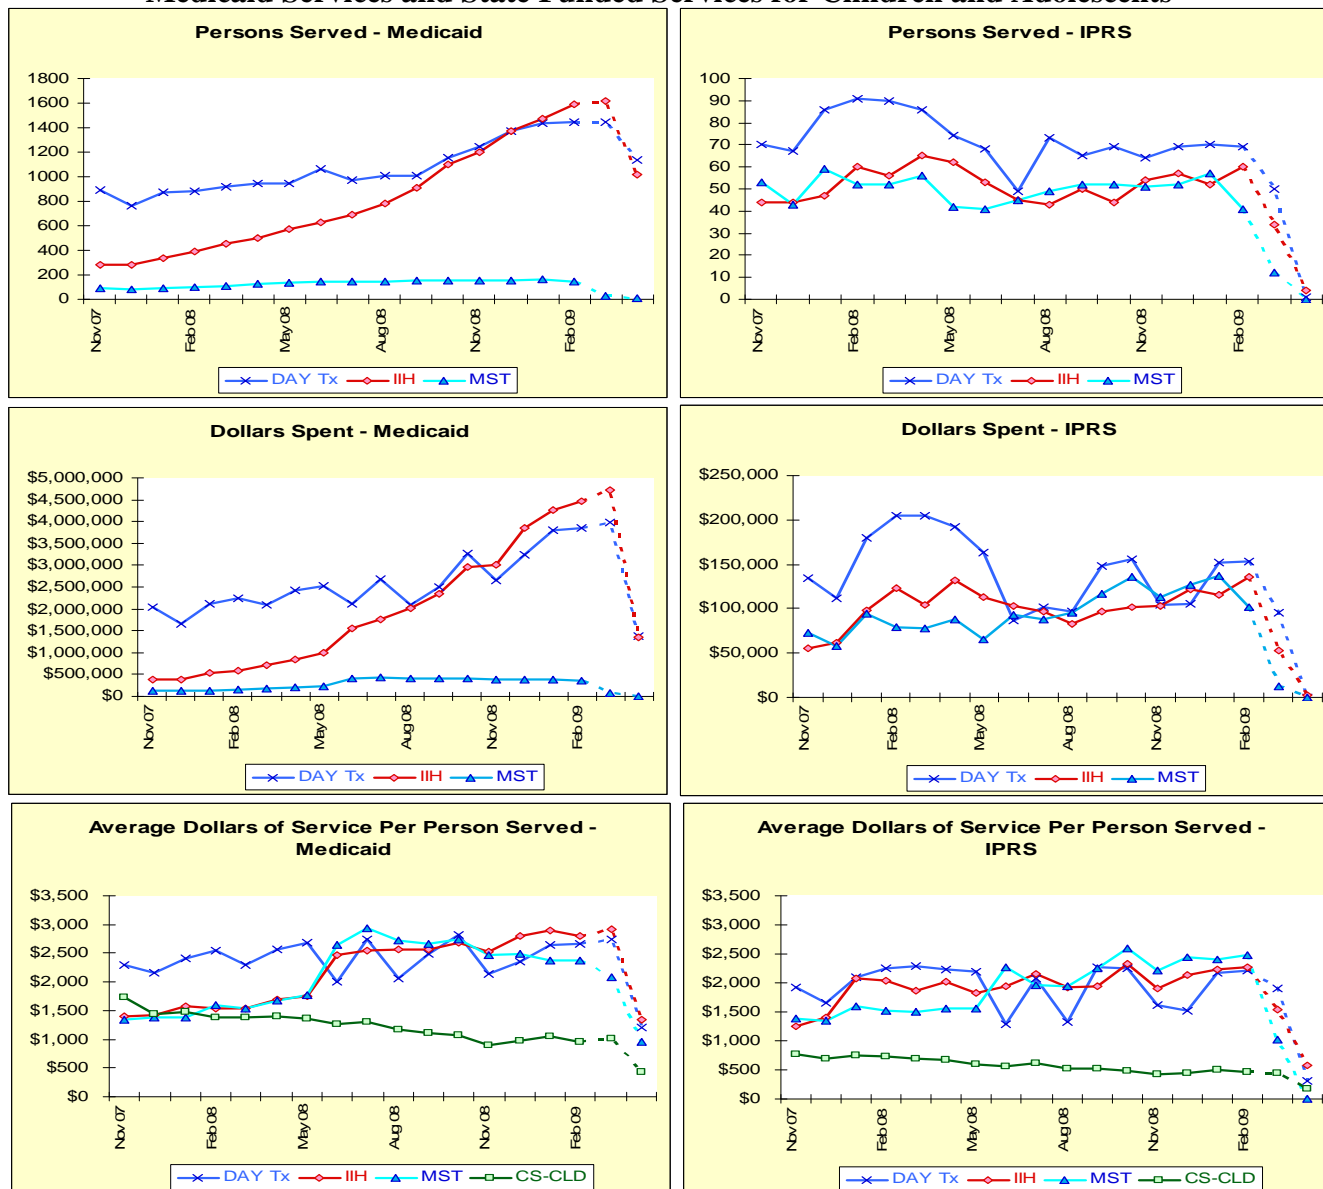 Medicaid Services and State Funded Services for Children and Adolescents
Persons Served - Medicaid
1800
1600
1400
1200
1000
800
600
400
200
0
Nov 07
Feb 08
May 08
Aug 08
Nov 08
Feb 09
DAY Tx IIH MST
Persons Served - IPRS
100
90
80
70
60
50
40
30
20
10
0
Nov 07
Feb 08
May 08
Aug 08
Nov 08
Feb 09
DAY Tx IIH MST
Dollars Spent - Medicaid
$5,000,000
$4,500,000
$4,000,000
$3,500,000
$3,000,000
$2,500,000
$2,000,000
$1,500,000
$1,000,000
$500,000
$0
Nov 07
Feb 08
May 08
Aug 08
Nov 08
Feb 09
DAY Tx IIH MST
Dollars Spent - IPRS
$250,000
$200,000
$150,000
$100,000
$50,000
$0
Nov 07
Feb 08
May 08
Aug 08
Nov 08
Feb 09
DAY Tx IIH MST
Average Dollars of Service Per Person Served -
Medicaid
$3,500
$3,000
$2,500
$2,000
$1,500
$1,000
$500
$0
Nov 07
Feb 08
May 08
Aug 08
Nov 08
Feb 09
DAY Tx IIH MST CS-CLD
Average Dollars of Service Per Person Served -
IPRS
$3,500
$3,000
$2,500
$2,000
$1,500
$1,000
$500
$0
Nov 07
Feb 08
May 08
Aug 08
Nov 08
Feb 09
DAY Tx IIH MST CS-CLD